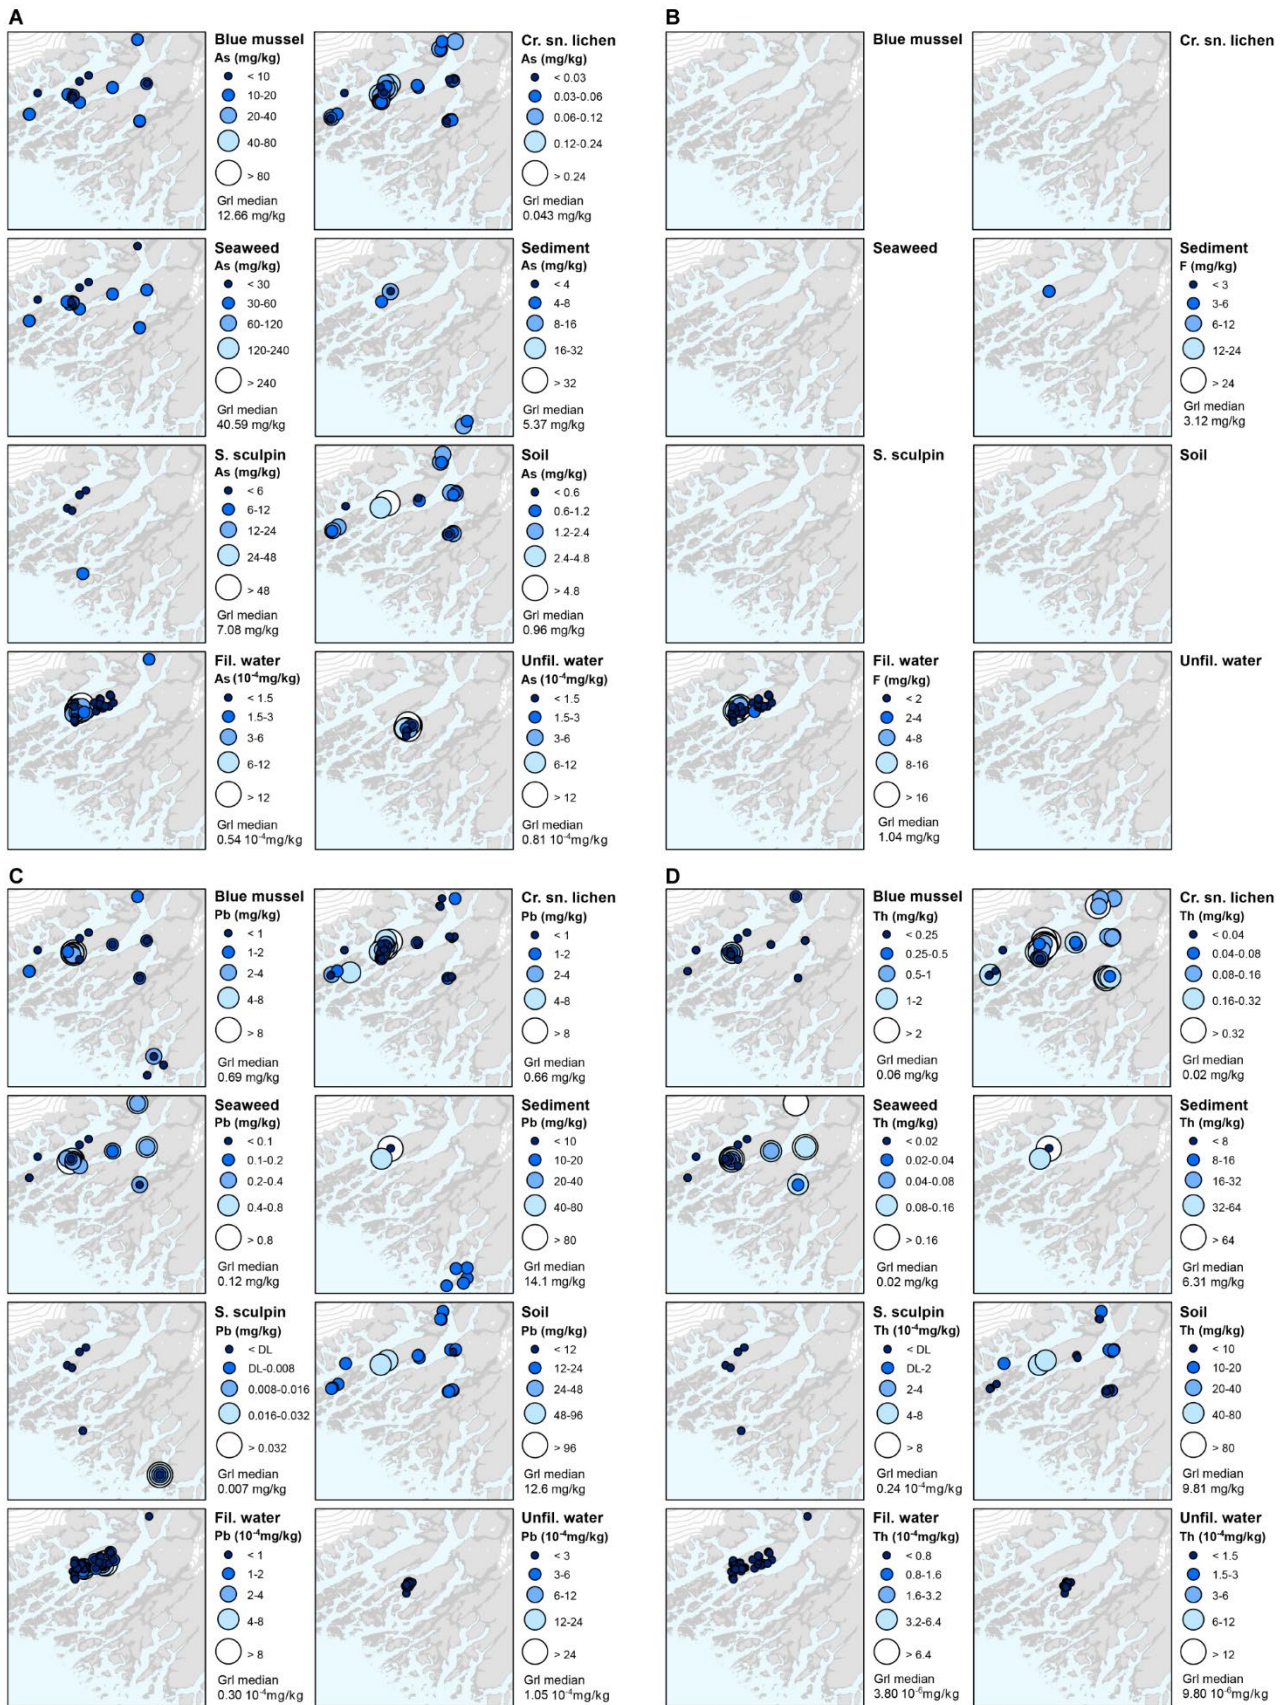 A
Blue mussel
As (mg/kg)
< 10
10-20
20-40
40-80
> 80
Grl median
12.66 mg/kg
Cr. sn. lichen
As (mg/kg)
< 0.03
0.03-0.06
0.06-0.12
0.12-0.24
> 0.24
Grl median
0.043 mg/kg
Seaweed
As (mg/kg)
< 30
30-60
60-120
120-240
> 240
Grl median
40.59 mg/kg
Sediment
As (mg/kg)
< 4
4-8
8-16
16-32
> 32
Grl median
5.37 mg/kg
S. sculpin
As (mg/kg)
< 6
6-12
12-24
24-48
> 48
Grl median
7.08 mg/kg
Soil
As (mg/kg)
< 0.6
0.6-1.2
1.2-2.4
2.4-4.8
> 4.8
Grl median
0.96 mg/kg
Fil. water
As (10⁻⁴mg/kg)
< 1.5
1.5-3
3-6
6-12
> 12
Grl median
0.54 10⁻⁴mg/kg
Unfil. water
As (10⁻⁴mg/kg)
< 1.5
1.5-3
3-6
6-12
> 12
Grl median
0.81 10⁻⁴mg/kg
B
Blue mussel
Cr. sn. lichen
Seaweed
Sediment
F (mg/kg)
< 3
3-6
6-12
12-24
> 24
Grl median
3.12 mg/kg
S. sculpin
Soil
Fil. water
F (mg/kg)
< 2
2-4
4-8
8-16
> 16
Grl median
1.04 mg/kg
Unfil. water
C
Blue mussel
Pb (mg/kg)
< 1
1-2
2-4
4-8
> 8
Grl median
0.69 mg/kg
Cr. sn. lichen
Pb (mg/kg)
< 1
1-2
2-4
4-8
> 8
Grl median
0.66 mg/kg
Seaweed
Pb (mg/kg)
< 0.1
0.1-0.2
0.2-0.4
0.4-0.8
> 0.8
Grl median
0.12 mg/kg
Sediment
Pb (mg/kg)
< 10
10-20
20-40
40-80
> 80
Grl median
14.1 mg/kg
S. sculpin
Pb (mg/kg)
< DL
DL-0.008
0.008-0.016
0.016-0.032
> 0.032
Grl median
0.007 mg/kg
Soil
Pb (mg/kg)
< 12
12-24
24-48
48-96
> 96
Grl median
12.6 mg/kg
Fil. water
Pb (10⁻⁴mg/kg)
< 1
1-2
2-4
4-8
> 8
Grl median
0.30 10⁻⁴mg/kg
Unfil. water
Pb (10⁻⁴mg/kg)
< 3
3-6
6-12
12-24
> 24
Grl median
1.05 10⁻⁴mg/kg
D
Blue mussel
Th (mg/kg)
< 0.25
0.25-0.5
0.5-1
1-2
> 2
Grl median
0.06 mg/kg
Cr. sn. lichen
Th (mg/kg)
< 0.04
0.04-0.08
0.08-0.16
0.16-0.32
> 0.32
Grl median
0.02 mg/kg
Seaweed
Th (mg/kg)
< 0.02
0.02-0.04
0.04-0.08
0.08-0.16
> 0.16
Grl median
0.02 mg/kg
Sediment
Th (mg/kg)
< 8
8-16
16-32
32-64
> 64
Grl median
6.31 mg/kg
S. sculpin
Th (10⁻⁴mg/kg)
< DL
DL-2
2-4
4-8
> 8
Grl median
0.24 10⁻⁴mg/kg
Soil
Th (mg/kg)
< 10
10-20
20-40
40-80
> 80
Grl median
9.81 mg/kg
Fil. water
Th (10⁻⁴mg/kg)
< 0.8
0.8-1.6
1.6-3.2
3.2-6.4
> 6.4
Grl median
3.80 10⁻⁶mg/kg
Unfil. water
Th (10⁻⁴mg/kg)
< 1.5
1.5-3
3-6
6-12
> 12
Grl median
9.80 10⁻⁶mg/kg